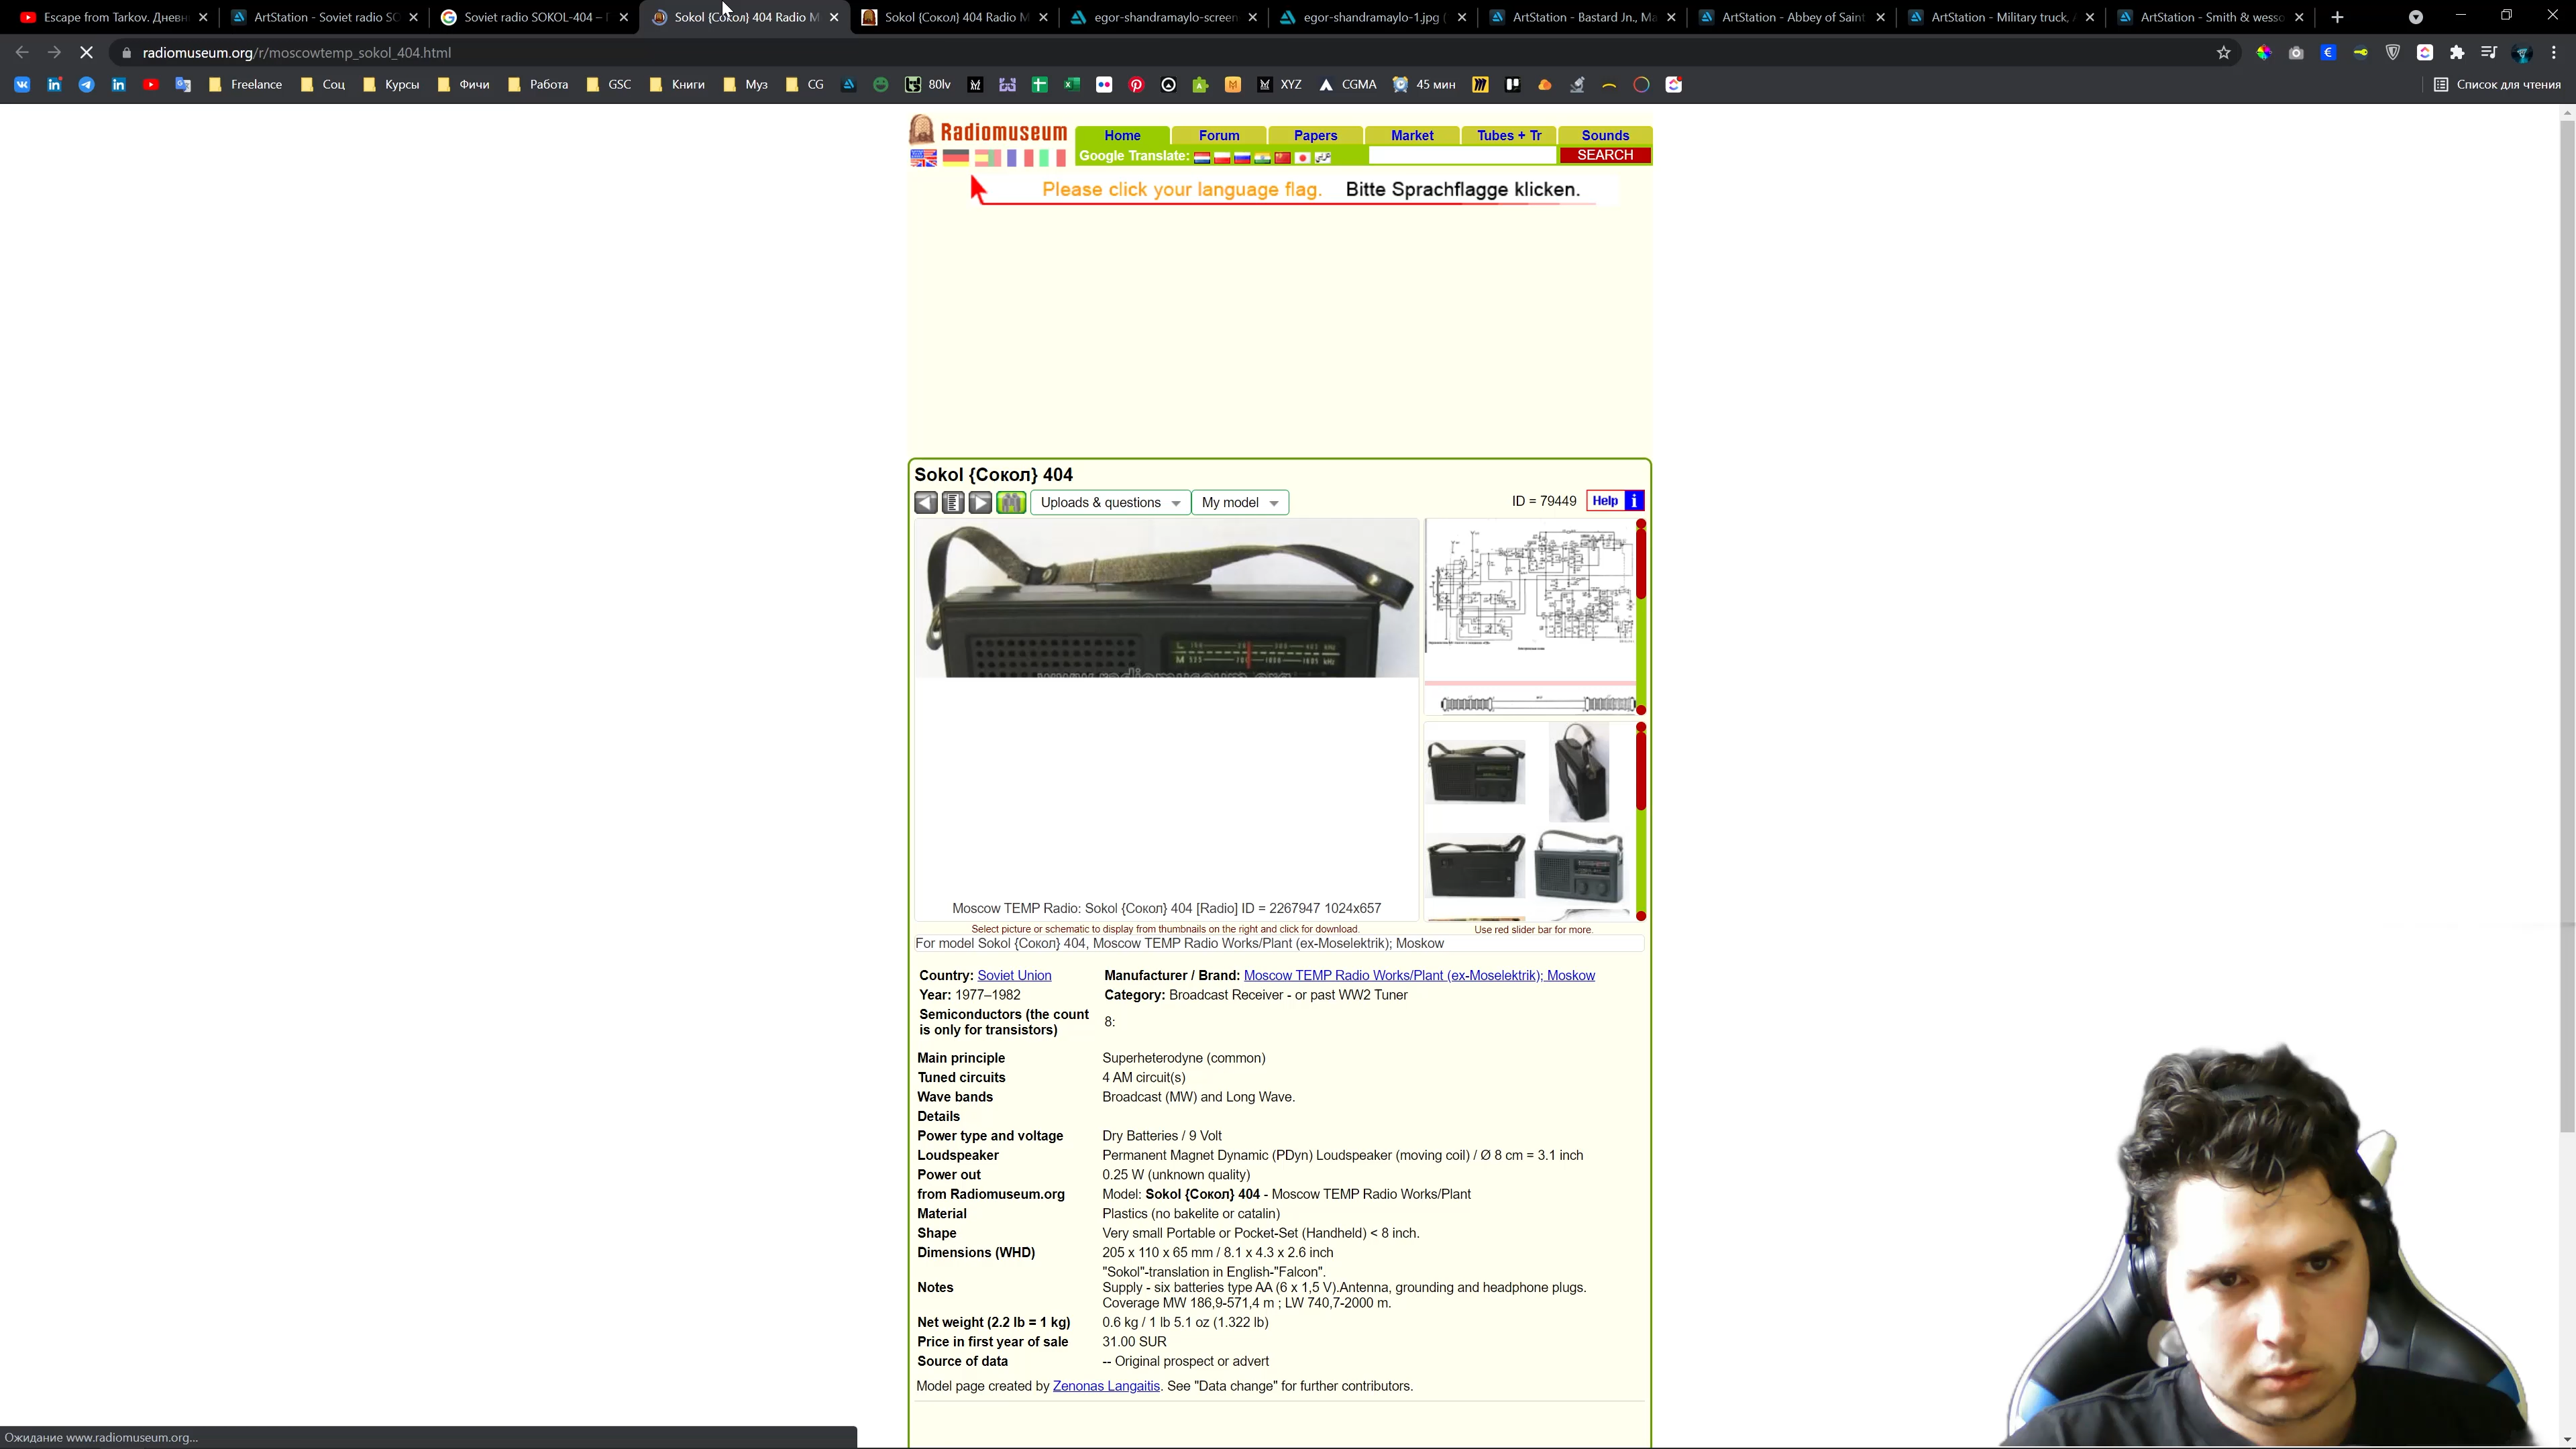 Escape from Tarkov. Дневн
ArtStation - Soviet radio SO
Soviet radio SOKOL-404 – П
Sokol {Сокол} 404 Radio M
Sokol {Сокол} 404 Radio M
egor-shandramaylo-screen
egor-shandramaylo-1.jpg (
ArtStation - Bastard Jn., Ma
ArtStation - Abbey of Saint
ArtStation - Military truck, A
ArtStation - Smith & wesso
radiomuseum.org/r/moscowtemp_sokol_404.html
Freelance Соц Курсы Фичи Работа GSC Книги Муз CG 80lv XYZ CGMA 45 мин Список для чтения
Radiomuseum
Home Forum Papers Market Tubes + Tr Sounds
Google Translate: SEARCH
Please click your language flag. Bitte Sprachflagge klicken.
Sokol {Сокол} 404
Uploads & questions My model ID = 79449 Help i
www.radiomuseum.org
Moscow TEMP Radio: Sokol {Сокол} 404 [Radio] ID = 2267947 1024x657
Select picture or schematic to display from thumbnails on the right and click for download. Use red slider bar for more.
For model Sokol {Сокол} 404, Moscow TEMP Radio Works/Plant (ex-Moselektrik); Moskow
Country: Soviet Union Manufacturer / Brand: Moscow TEMP Radio Works/Plant (ex-Moselektrik); Moskow
Year: 1977–1982 Category: Broadcast Receiver - or past WW2 Tuner
Semiconductors (the count
is only for transistors) 8:
Main principle Superheterodyne (common)
Tuned circuits 4 AM circuit(s)
Wave bands Broadcast (MW) and Long Wave.
Details
Power type and voltage Dry Batteries / 9 Volt
Loudspeaker Permanent Magnet Dynamic (PDyn) Loudspeaker (moving coil) / Ø 8 cm = 3.1 inch
Power out 0.25 W (unknown quality)
from Radiomuseum.org Model: Sokol {Сокол} 404 - Moscow TEMP Radio Works/Plant
Material Plastics (no bakelite or catalin)
Shape Very small Portable or Pocket-Set (Handheld) < 8 inch.
Dimensions (WHD) 205 x 110 x 65 mm / 8.1 x 4.3 x 2.6 inch
"Sokol"-translation in English-"Falcon".
Notes Supply - six batteries type AA (6 x 1,5 V).Antenna, grounding and headphone plugs.
Coverage MW 186,9-571,4 m ; LW 740,7-2000 m.
Net weight (2.2 lb = 1 kg) 0.6 kg / 1 lb 5.1 oz (1.322 lb)
Price in first year of sale 31.00 SUR
Source of data -- Original prospect or advert
Model page created by Zenonas Langaitis. See "Data change" for further contributors.
Ожидание www.radiomuseum.org...